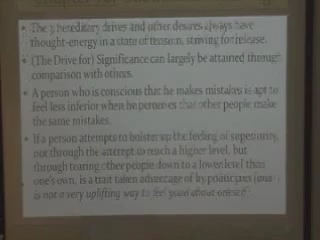 The 3 hereditary drives and other desires always have
thought-energy in a state of tension, striving for release.
(The Drive for) Significance can largely be attained through
comparison with others.
A person who is conscious that he makes mistakes is apt to
feel less inferior when he perceives that other people make
the same mistakes.
If a person attempts to bolster up the feeling of superiority,
not through the attempt to reach a higher level, but
through tearing other people down to a lower level than
one's own, is a trait taken advantage of by
is not a very uplifting way to feel good about oneself